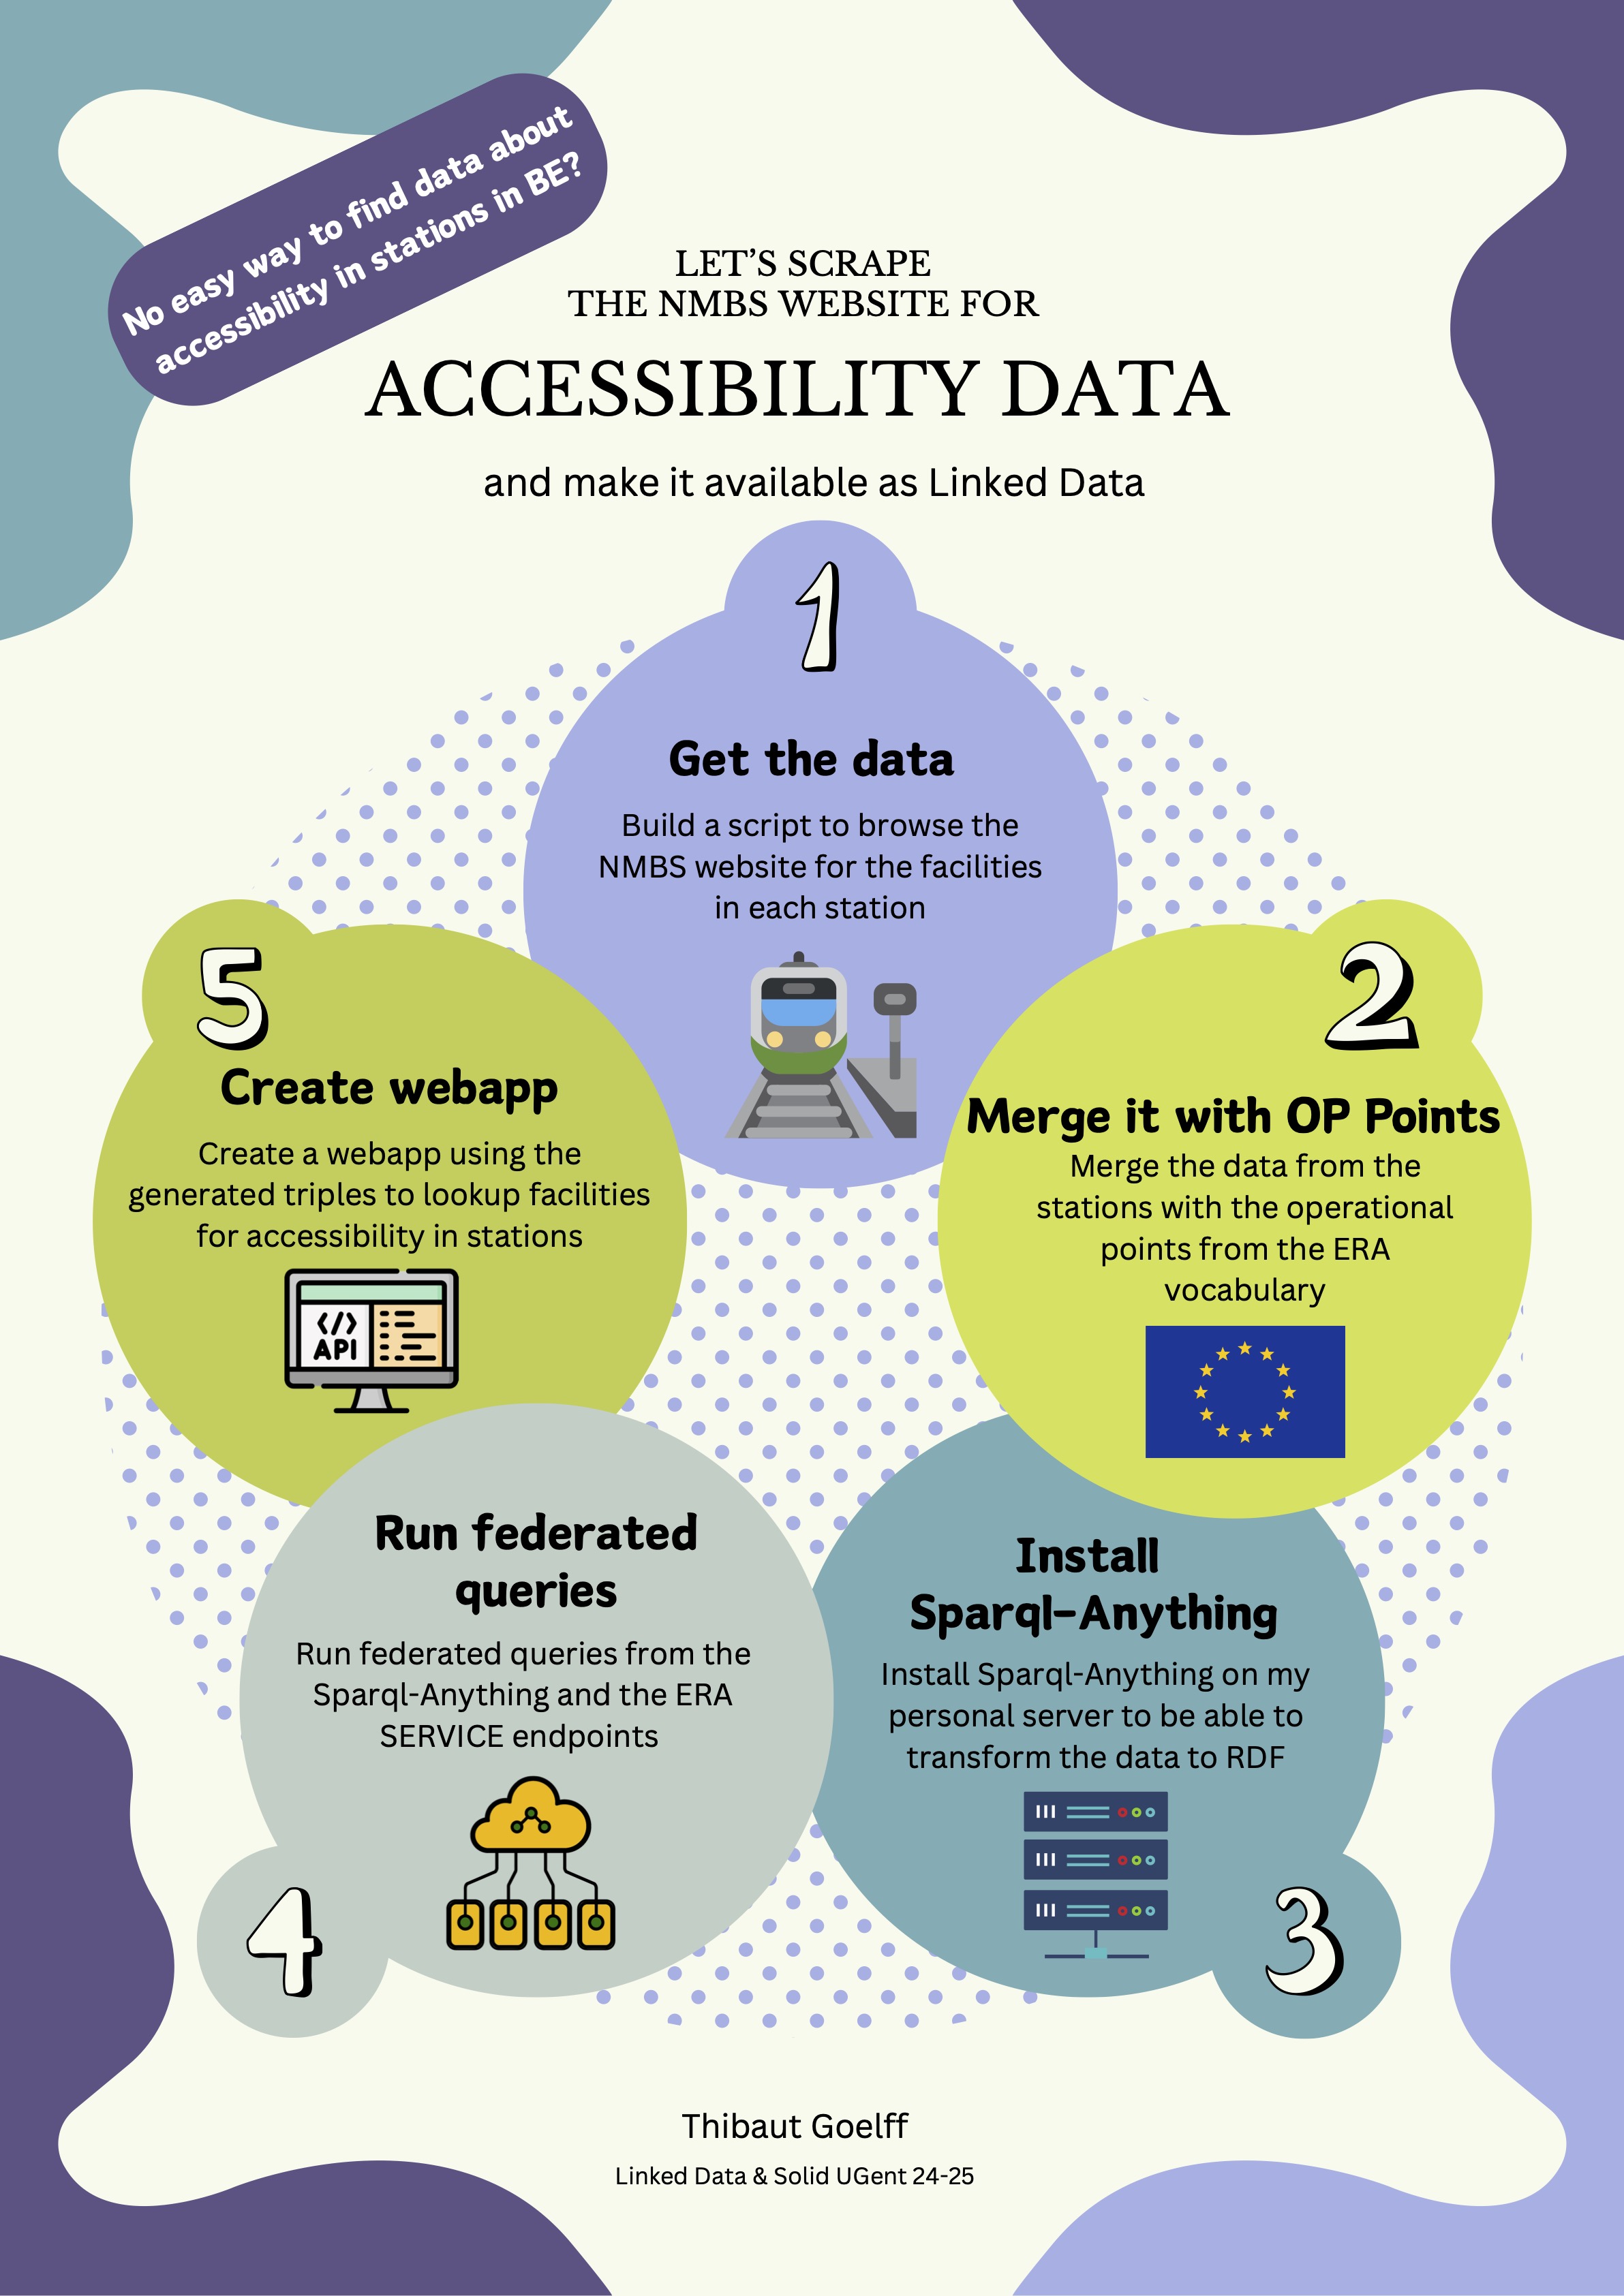 No easy way to find data about
accessibility in stations in BE?
LET'S SCRAPE
THE NMBS WEBSITE FOR
ACCESSIBILITY DATA
and make it available as Linked Data
1
Get the data
Build a script to browse the
NMBS website for the facilities
in each station
2
Merge it with OP Points
Merge the data from the
stations with the operational
points from the ERA
vocabulary
3
Install
Sparql-Anything
Install Sparql-Anything on my
personal server to be able to
transform the data to RDF
4
Run federated
queries
Run federated queries from the
Sparql-Anything and the ERA
SERVICE endpoints
5
Create webapp
Create a webapp using the
generated triples to lookup facilities
for accessibility in stations
</>
API
Thibaut Goelff
Linked Data & Solid UGent 24-25